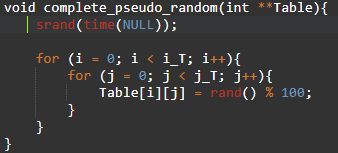 void complete_pseudo_random(int **Table){
    srand(time(NULL));

    for (i = 0; i < i_T; i++){
        for (j = 0; j < j_T; j++){
            Table[i][j] = rand() % 100;
        }
    }
}